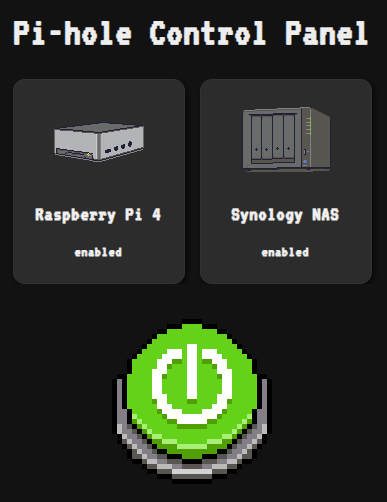 Pi-hole Control Panel
Raspberry Pi 4
enabled
Synology NAS
enabled